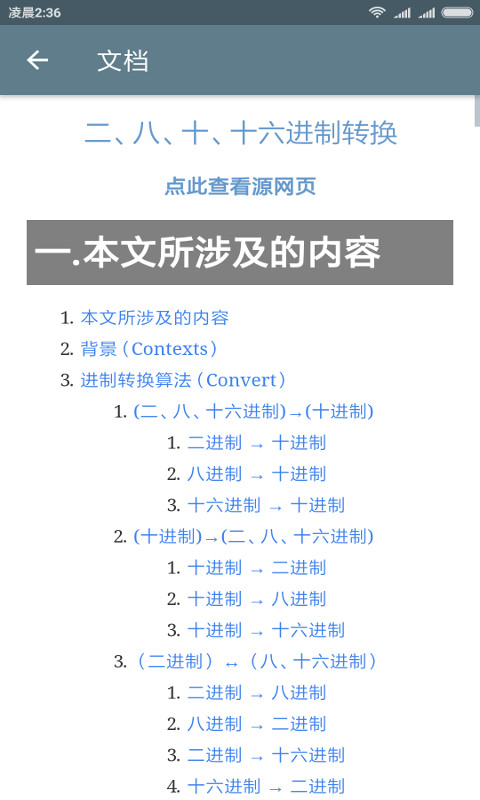 凌晨2:36
文档
二、八、十、十六进制转换
点此查看源网页
一.本文所涉及的内容
1. 本文所涉及的内容
2. 背景（Contexts）
3. 进制转换算法（Convert）
1. (二、八、十六进制)→(十进制)
1. 二进制 → 十进制
2. 八进制 → 十进制
3. 十六进制 → 十进制
2. (十进制)→(二、八、十六进制)
1. 十进制 → 二进制
2. 十进制 → 八进制
3. 十进制 → 十六进制
3.（二进制）↔（八、十六进制）
1. 二进制 → 八进制
2. 八进制 → 二进制
3. 二进制 → 十六进制
4. 十六进制 → 二进制